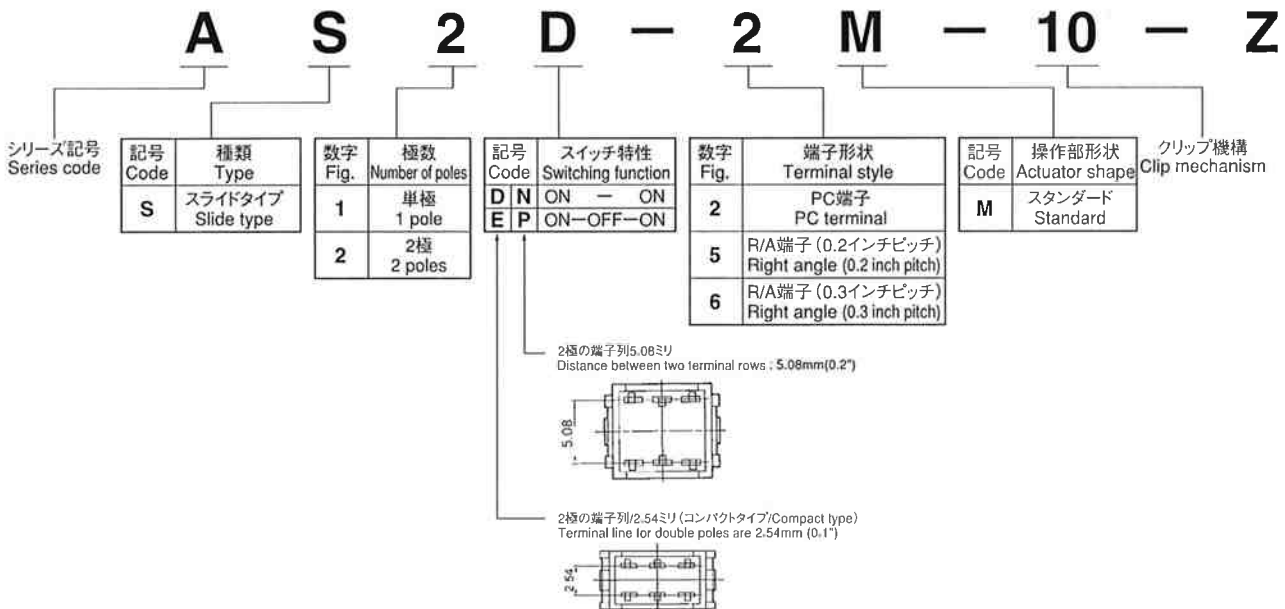 A S 2 D － 2 M － 10 － Z
シリーズ記号
Series code
記号
Code
種類
Type
S
スライドタイプ
Slide type
数字
Fig.
極数
Number of poles
1
単極
1 pole
2
2極
2 poles
記号
Code
スイッチ特性
Switching function
D N ON － ON
E P ON－OFF－ON
数字
Fig.
端子形状
Terminal style
2
PC端子
PC terminal
5
R/A端子（0.2インチピッチ）
Right angle (0.2 inch pitch)
6
R/A端子（0.3インチピッチ）
Right angle (0.3 inch pitch)
記号
Code
操作部形状
Actuator shape
M
スタンダード
Standard
クリップ機構
Clip mechanism
2極の端子列5.08ミリ
Distance between two terminal rows : 5.08mm(0.2")
5.08
2極の端子列/2.54ミリ（コンパクトタイプ/Compact type）
Terminal line for double poles are 2.54mm (0.1")
2.54